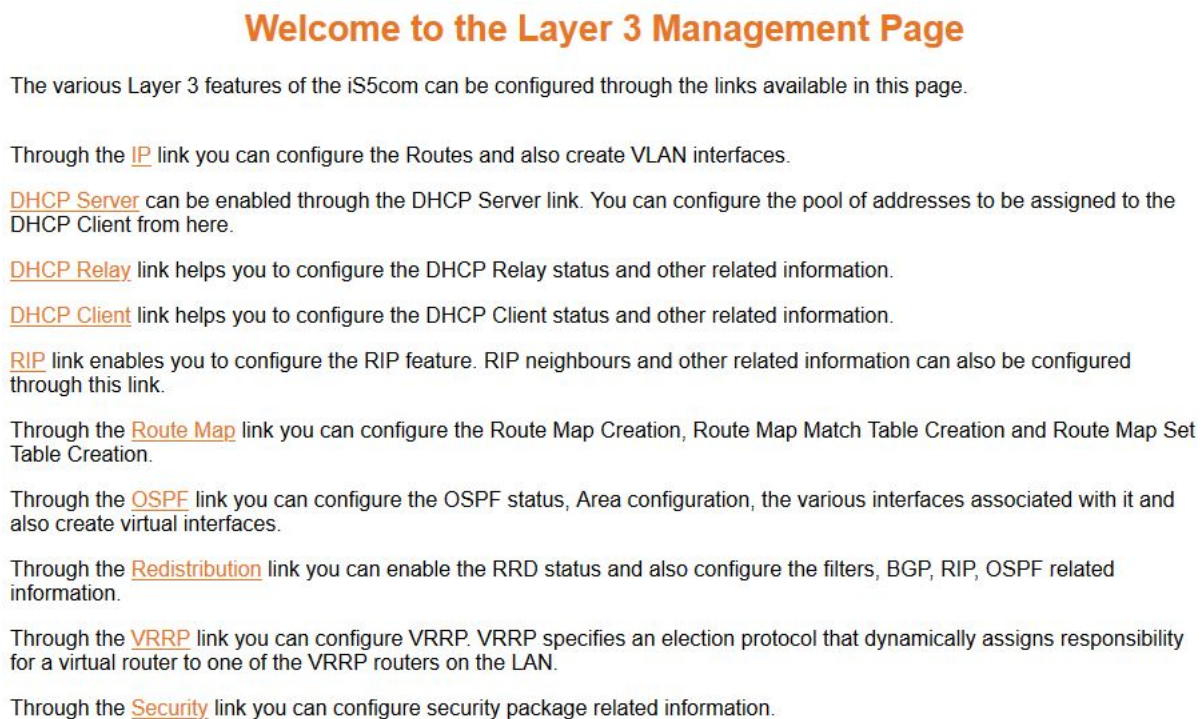 Welcome to the Layer 3 Management Page
The various Layer 3 features of the iS5com can be configured through the links available in this page.
Through the IP link you can configure the Routes and also create VLAN interfaces.
DHCP Server can be enabled through the DHCP Server link. You can configure the pool of addresses to be assigned to the
DHCP Client from here.
DHCP Relay link helps you to configure the DHCP Relay status and other related information.
DHCP Client link helps you to configure the DHCP Client status and other related information.
RIP link enables you to configure the RIP feature. RIP neighbours and other related information can also be configured
through this link.
Through the Route Map link you can configure the Route Map Creation, Route Map Match Table Creation and Route Map Set
Table Creation.
Through the OSPF link you can configure the OSPF status, Area configuration, the various interfaces associated with it and
also create virtual interfaces.
Through the Redistribution link you can enable the RRD status and also configure the filters, BGP, RIP, OSPF related
information.
Through the VRRP link you can configure VRRP. VRRP specifies an election protocol that dynamically assigns responsibility
for a virtual router to one of the VRRP routers on the LAN.
Through the Security link you can configure security package related information.